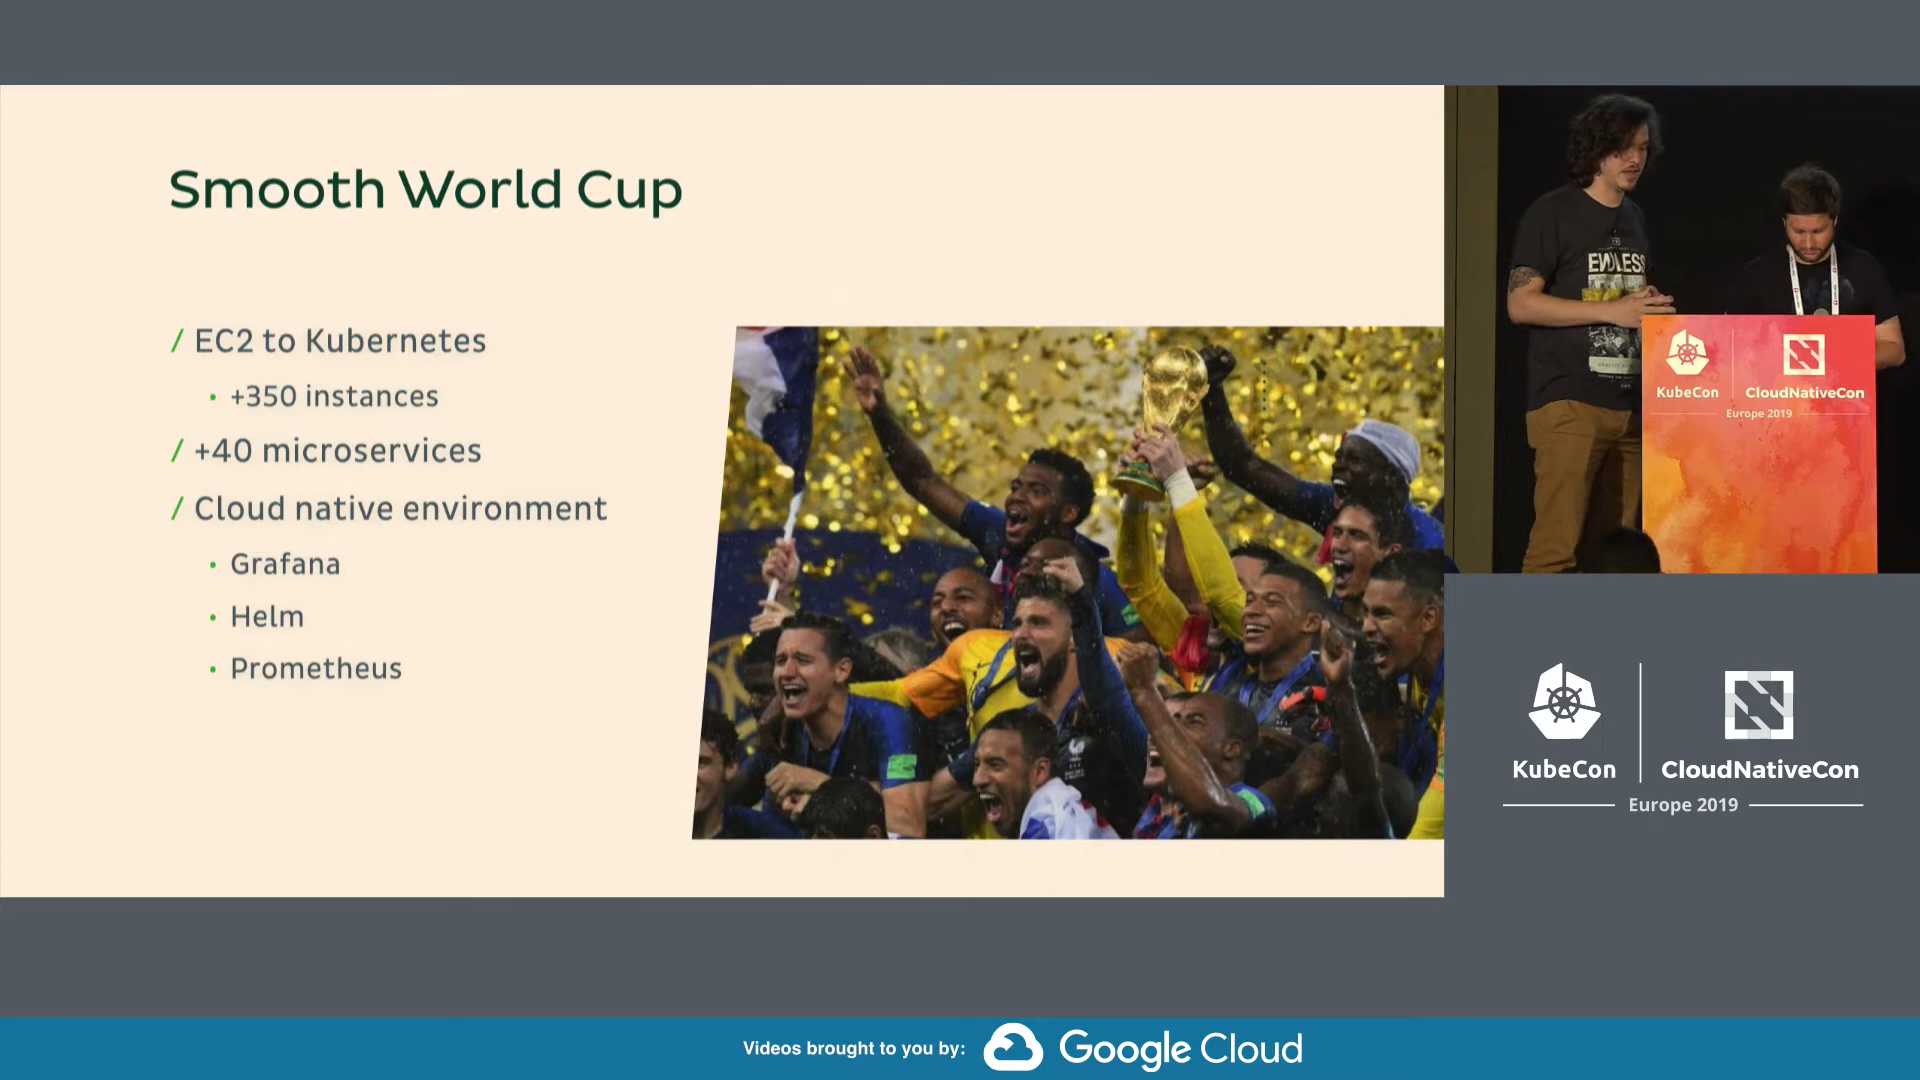 Smooth World Cup
/ EC2 to Kubernetes
• +350 instances
/ +40 microservices
/ Cloud native environment
• Grafana
• Helm
• Prometheus
ENDLESS
KubeCon
CloudNativeCon
Europe 2019
KubeCon
CloudNativeCon
Europe 2019
Videos brought to you by:
Google Cloud